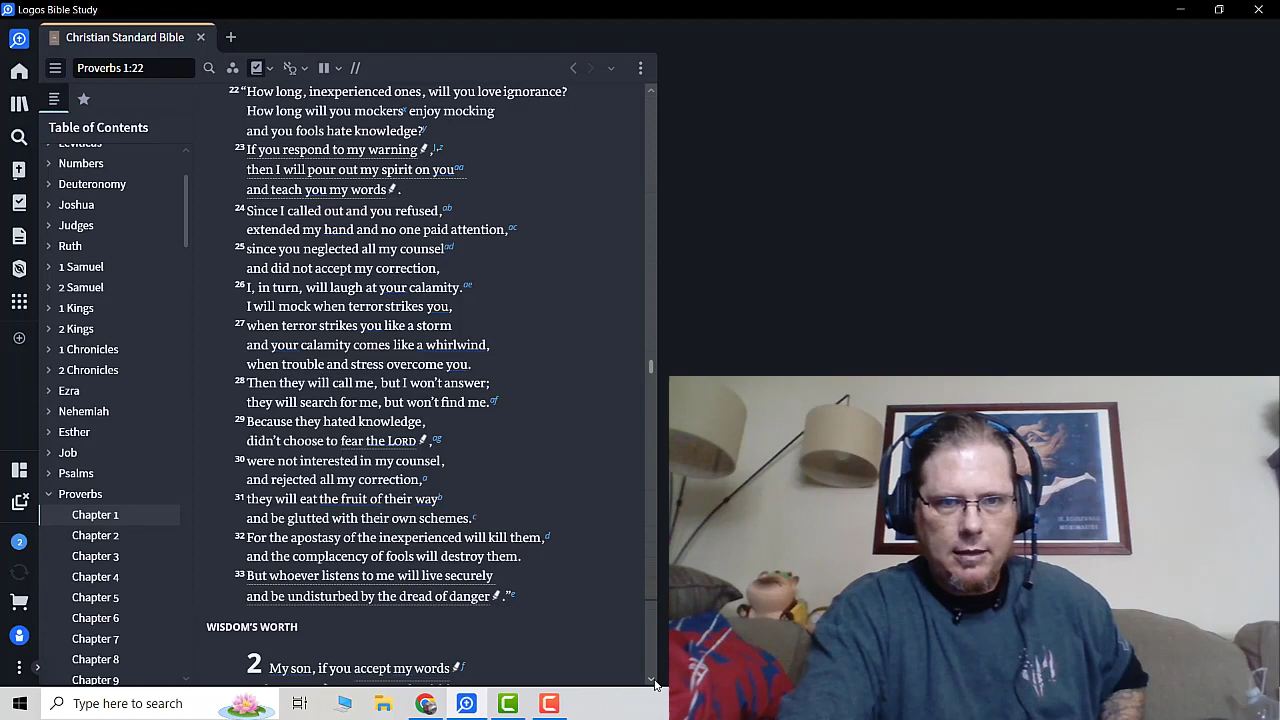 Logos Bible Study
Christian Standard Bible
Proverbs 1:22
Table of Contents
Leviticus
Numbers
Deuteronomy
Joshua
Judges
Ruth
1 Samuel
2 Samuel
1 Kings
2 Kings
1 Chronicles
2 Chronicles
Ezra
Nehemiah
Esther
Job
Psalms
Proverbs
Chapter 1
Chapter 2
Chapter 3
Chapter 4
Chapter 5
Chapter 6
Chapter 7
Chapter 8
Chapter 9
2
22 “How long, inexperienced ones, will you love ignorance?
How long will you mockersx enjoy mocking
and you fools hate knowledge?y
23 If you respond to my warning,l,z
then I will pour out my spirit on youaa
and teach you my words.
24 Since I called out and you refused,ab
extended my hand and no one paid attention,ac
25 since you neglected all my counselad
and did not accept my correction,
26 I, in turn, will laugh at your calamity.ae
I will mock when terror strikes you,
27 when terror strikes you like a storm
and your calamity comes like a whirlwind,
when trouble and stress overcome you.
28 Then they will call me, but I won’t answer;
they will search for me, but won’t find me.af
29 Because they hated knowledge,
didn’t choose to fear the LORD,ag
30 were not interested in my counsel,
and rejected all my correction,a
31 they will eat the fruit of their wayb
and be glutted with their own schemes.c
32 For the apostasy of the inexperienced will kill them,d
and the complacency of fools will destroy them.
33 But whoever listens to me will live securely
and be undisturbed by the dread of danger.”e
WISDOM’S WORTH
2 My son, if you accept my wordsf
Type here to search